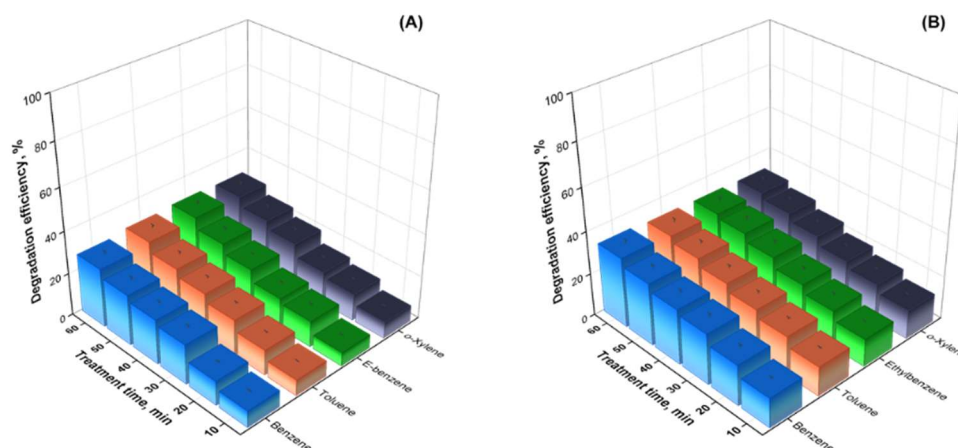 (A)
Degradation efficiency, %
100
80
60
40
20
0
60
50
40
30
20
10
Treatment time, min
Benzene
Toluene
E-benzene
o-Xylene
(B)
Degradation efficiency, %
100
80
60
40
20
0
60
50
40
30
20
10
Treatment time, min
Benzene
Toluene
Ethylbenzene
o-Xylene